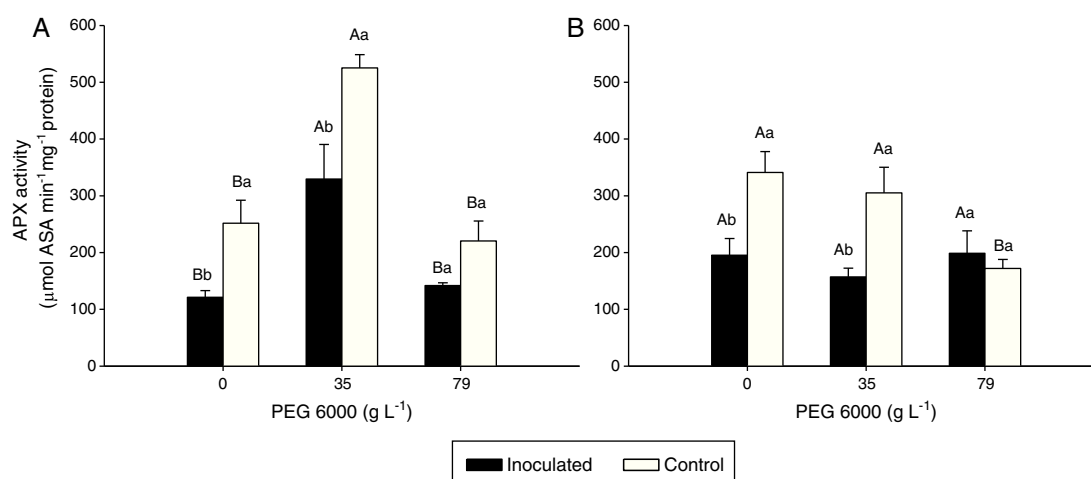 A
B
APX activity
(μmol ASA min⁻¹mg⁻¹protein)
600
500
400
300
200
100
0
Bb
Ba
Ab
Aa
Ba
Ba
0
35
79
PEG 6000 (g L⁻¹)
600
500
400
300
200
100
0
Ab
Aa
Ab
Aa
Aa
Ba
0
35
79
PEG 6000 (g L⁻¹)
Inoculated
Control